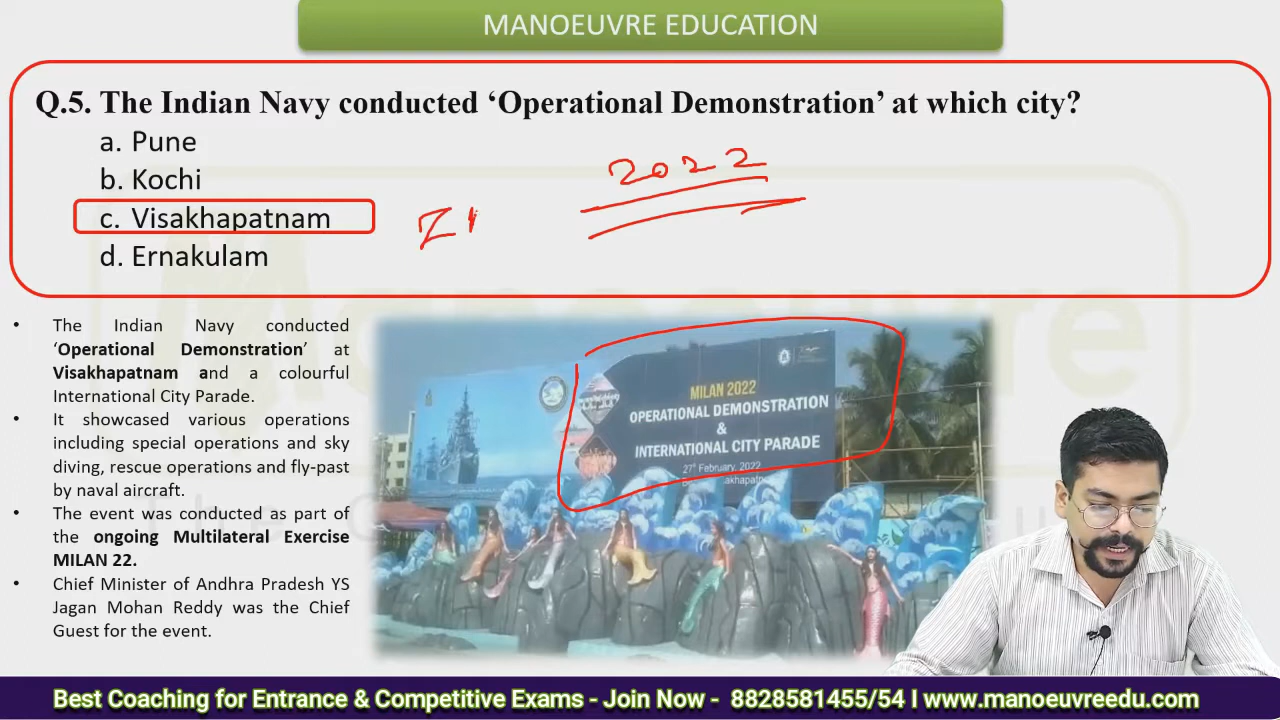 MANOEUVRE EDUCATION
Q.5. The Indian Navy conducted ‘Operational Demonstration’ at which city?
a. Pune
b. Kochi
c. Visakhapatnam
d. Ernakulam
2022
• The Indian Navy conducted
‘Operational Demonstration’ at
Visakhapatnam and a colourful
International City Parade.
• It showcased various operations
including special operations and sky
diving, rescue operations and fly-past
by naval aircraft.
• The event was conducted as part of
the ongoing Multilateral Exercise
MILAN 22.
• Chief Minister of Andhra Pradesh YS
Jagan Mohan Reddy was the Chief
Guest for the event.
MILAN 2022
OPERATIONAL DEMONSTRATION
&
INTERNATIONAL CITY PARADE
27th February, 2022
Best Coaching for Entrance & Competitive Exams - Join Now - 8828581455/54 I www.manoeuvreedu.com